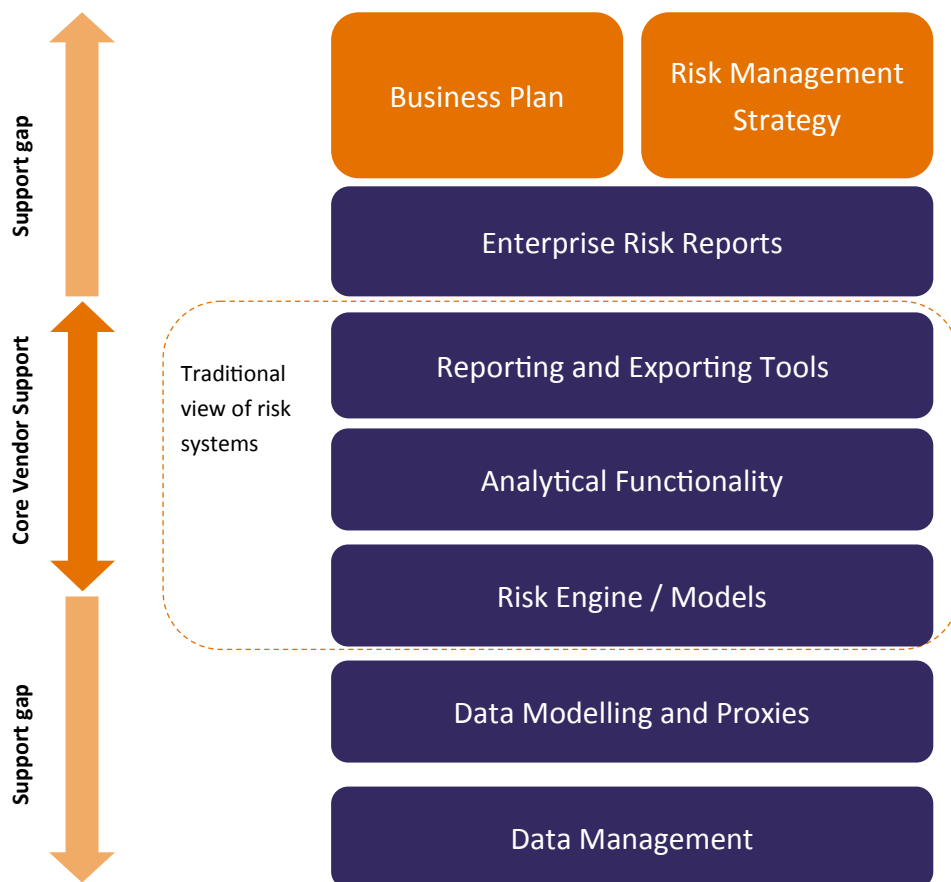 Business Plan
Risk Management
Strategy
Support gap
Enterprise Risk Reports
Core Vendor Support
Traditional
view of risk
systems
Reporting and Exporting Tools
Analytical Functionality
Risk Engine / Models
Support gap
Data Modelling and Proxies
Data Management